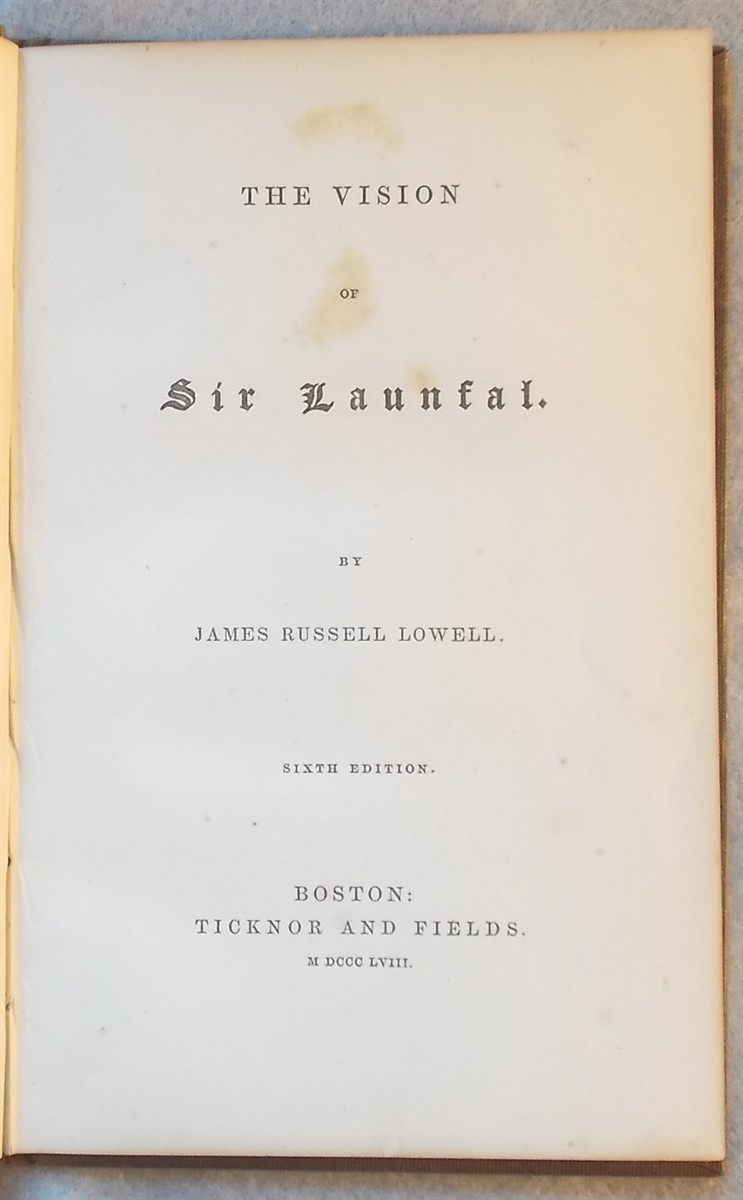 THE VISION
OF
Sir Launfal.
BY
JAMES RUSSELL LOWELL.
SIXTH EDITION.
BOSTON:
TICKNOR AND FIELDS.
M DCCC LVIII.